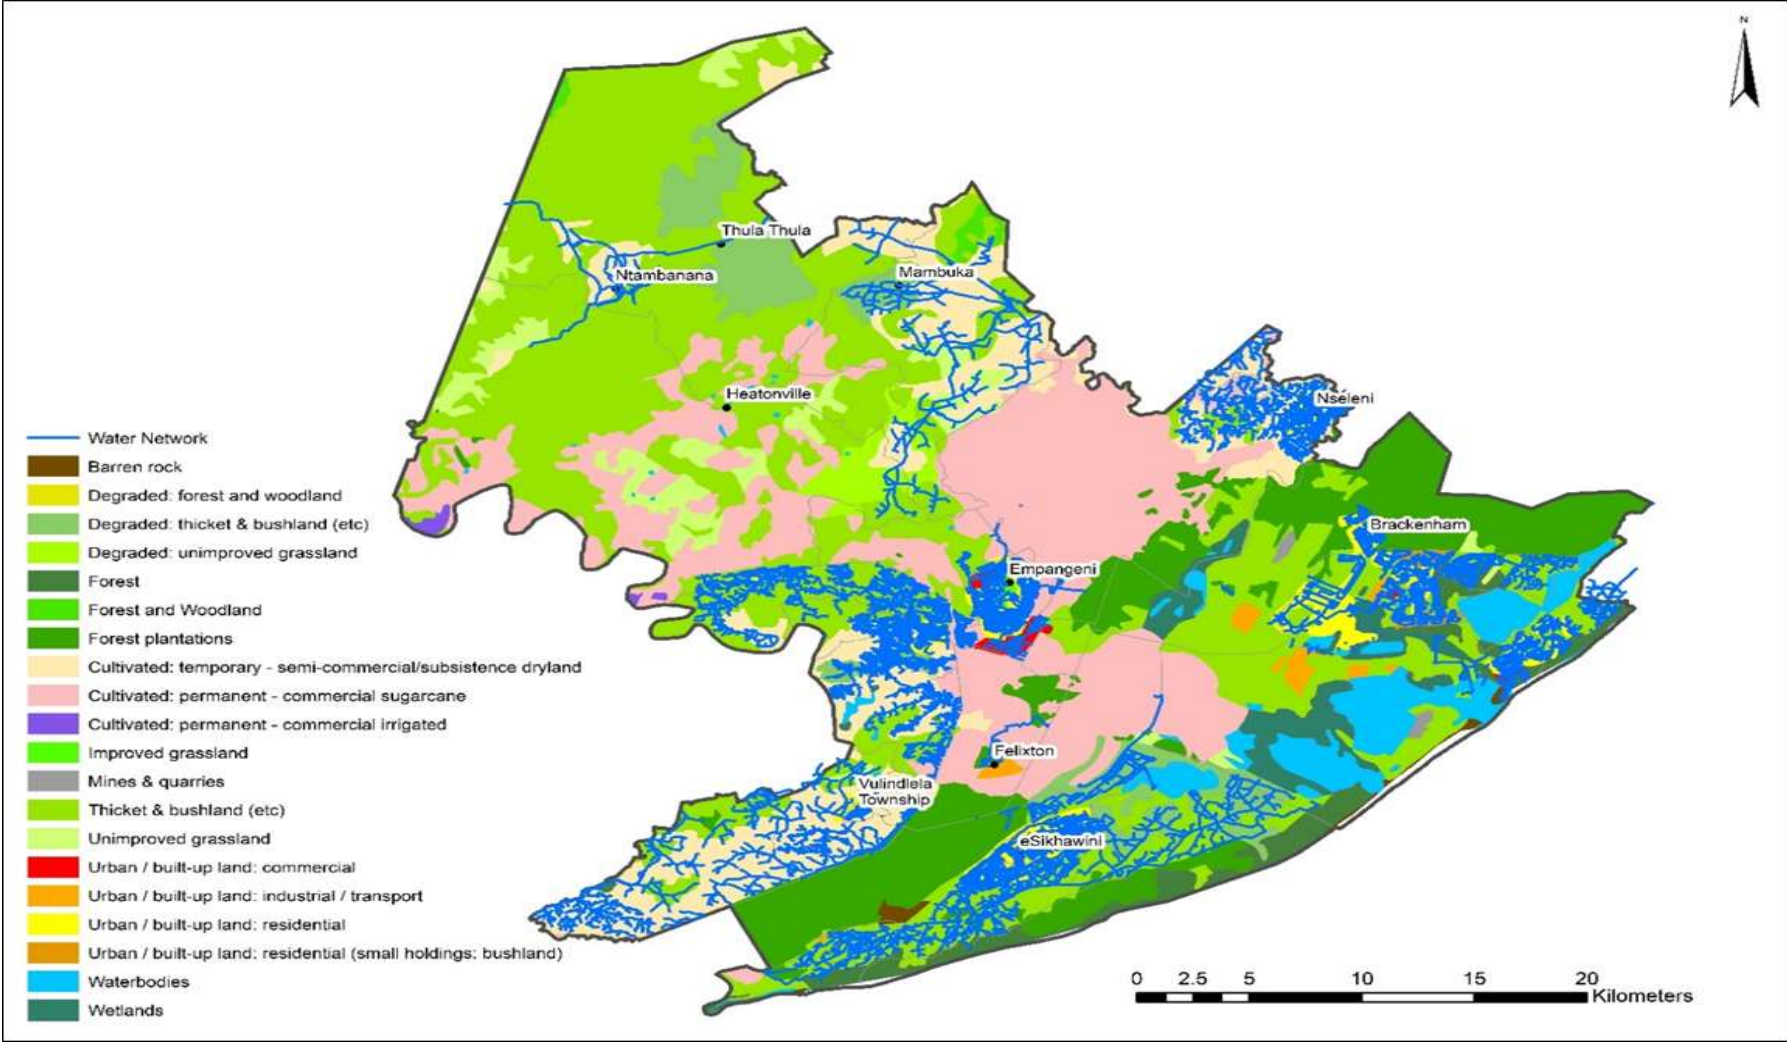 N
Thula Thula
Ntambanana
Mambuka
Heatonville
Nseleni
Brackenham
Empangeni
Felixton
Vulindlela
Township
eSikhawini
Water Network
Barren rock
Degraded: forest and woodland
Degraded: thicket & bushland (etc)
Degraded: unimproved grassland
Forest
Forest and Woodland
Forest plantations
Cultivated: temporary - semi-commercial/subsistence dryland
Cultivated: permanent - commercial sugarcane
Cultivated: permanent - commercial irrigated
Improved grassland
Mines & quarries
Thicket & bushland (etc)
Unimproved grassland
Urban / built-up land: commercial
Urban / built-up land: industrial / transport
Urban / built-up land: residential
Urban / built-up land: residential (small holdings: bushland)
Waterbodies
Wetlands
0 2.5 5 10 15 20
Kilometers